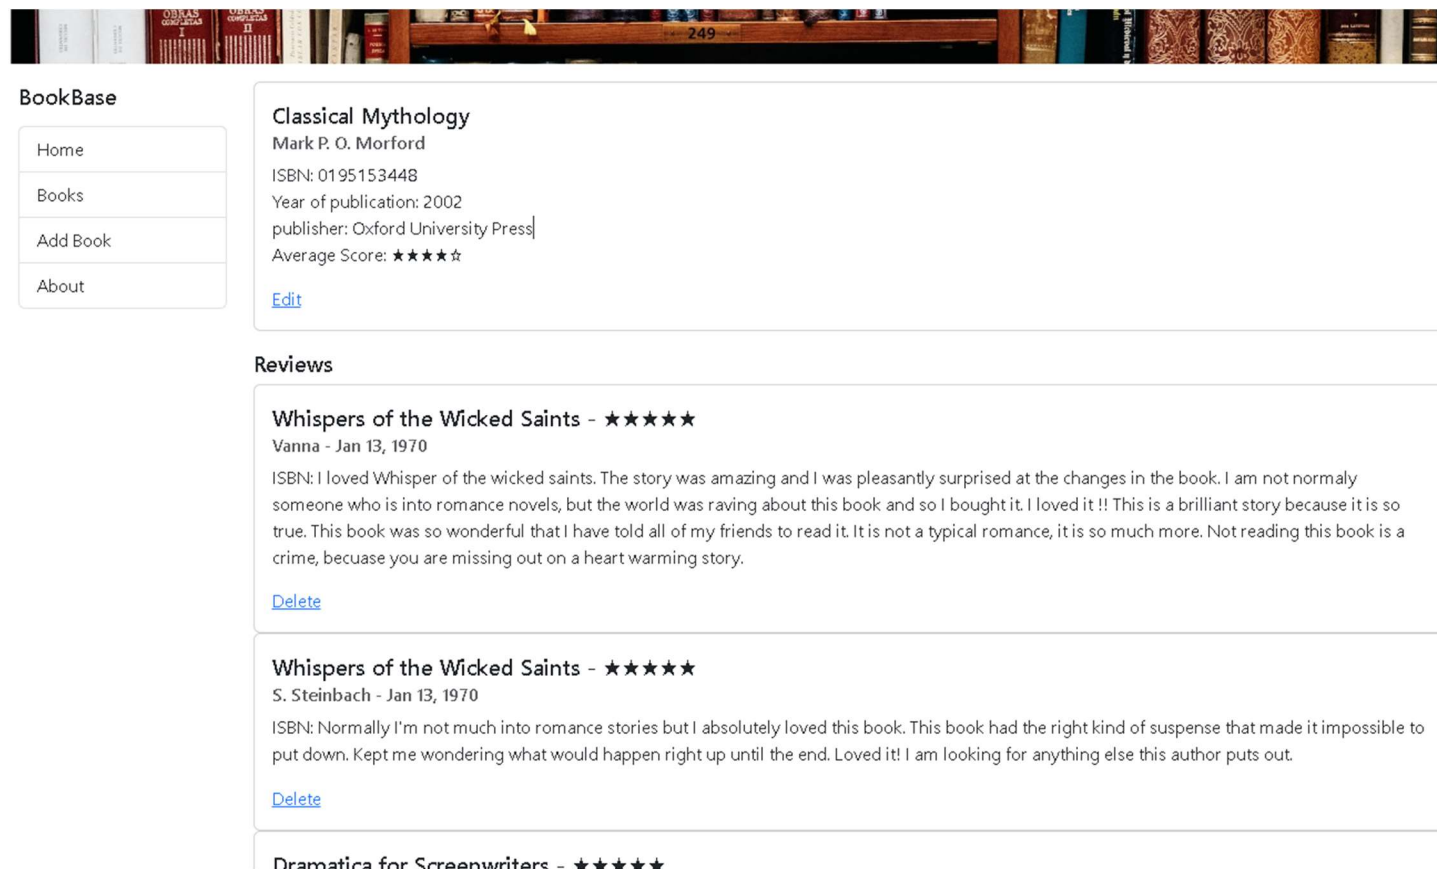 OBRAS
COMPLETAS
I
OBRAS
COMPLETAS
II
249
BookBase
Home
Books
Add Book
About
Classical Mythology
Mark P. O. Morford
ISBN: 0195153448
Year of publication: 2002
publisher: Oxford University Press
Average Score: ★★★★☆
Edit
Reviews
Whispers of the Wicked Saints - ★★★★★
Vanna - Jan 13, 1970
ISBN: I loved Whisper of the wicked saints. The story was amazing and I was pleasantly surprised at the changes in the book. I am not normaly
someone who is into romance novels, but the world was raving about this book and so I bought it. I loved it !! This is a brilliant story because it is so
true. This book was so wonderful that I have told all of my friends to read it. It is not a typical romance, it is so much more. Not reading this book is a
crime, becuase you are missing out on a heart warming story.
Delete
Whispers of the Wicked Saints - ★★★★★
S. Steinbach - Jan 13, 1970
ISBN: Normally I'm not much into romance stories but I absolutely loved this book. This book had the right kind of suspense that made it impossible to
put down. Kept me wondering what would happen right up until the end. Loved it! I am looking for anything else this author puts out.
Delete
Dramatica for Screenwriters - ★★★★★